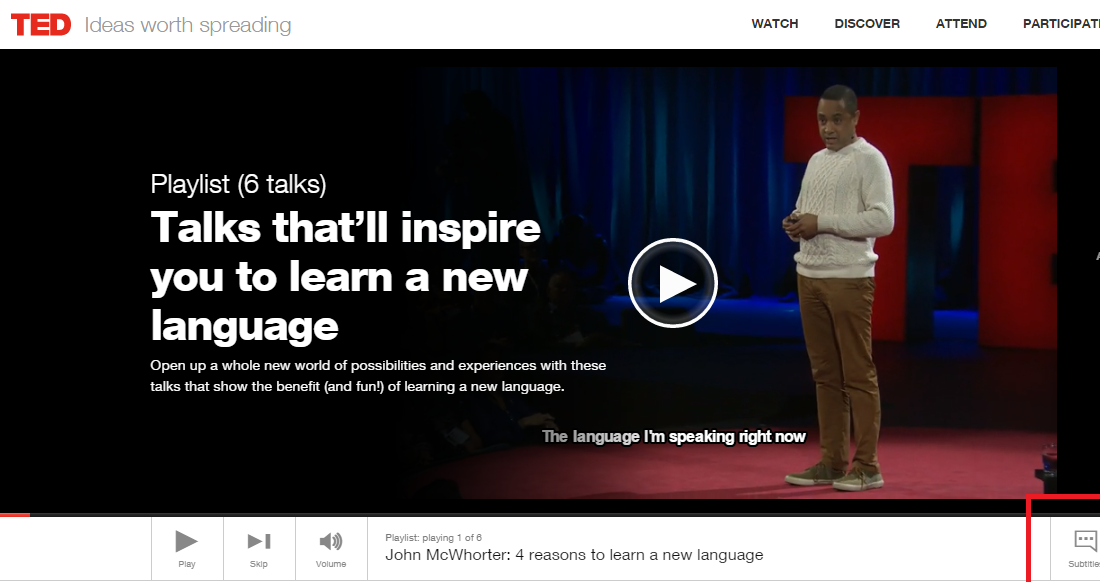 TED Ideas worth spreading
WATCH DISCOVER ATTEND PARTICIPAT
Playlist (6 talks)
Talks that'll inspire
you to learn a new
language
Open up a whole new world of possibilities and experiences with these
talks that show the benefit (and fun!) of learning a new language.
The language I'm speaking right now
Playlist: playing 1 of 6
John McWhorter: 4 reasons to learn a new language
Play Skip Volume Subtitle